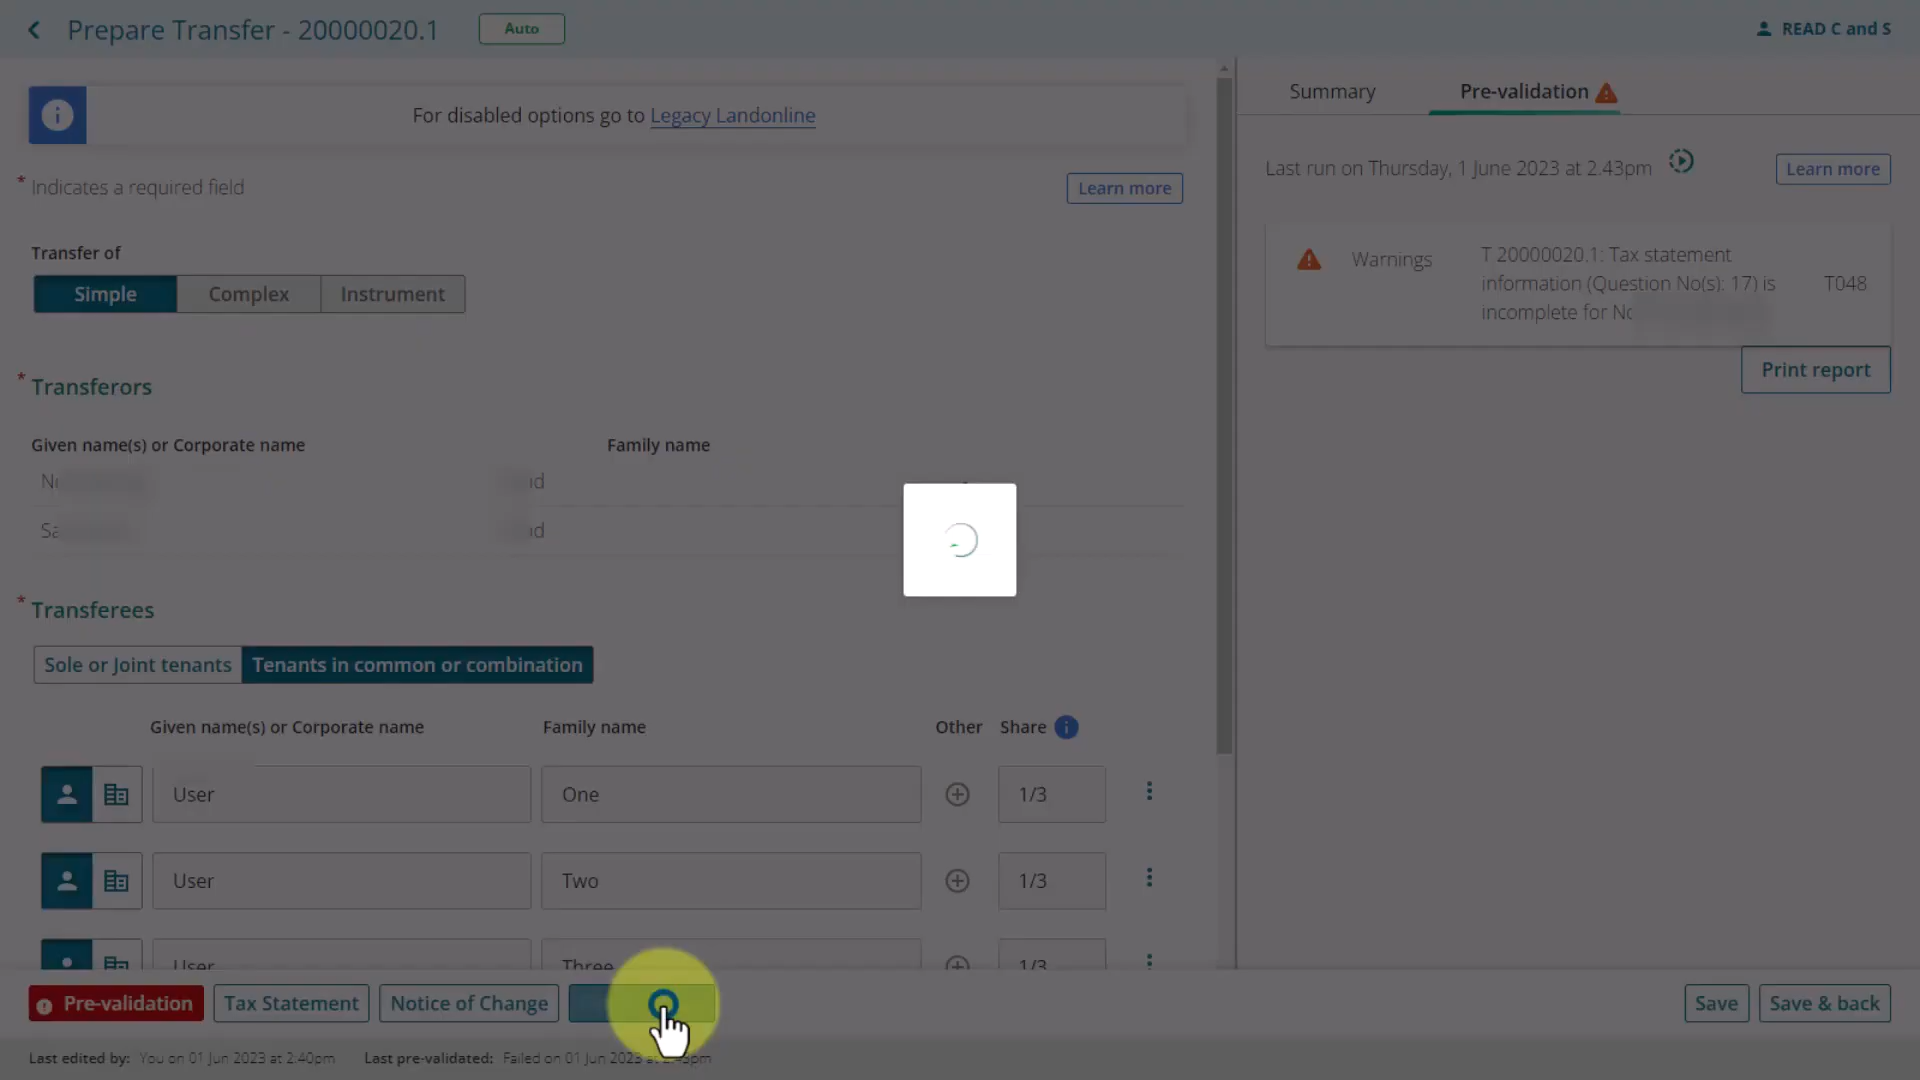 Prepare Transfer - 20000020.1
Auto
READ C and S
For disabled options go to Legacy Landonline
* Indicates a required field
Learn more
Transfer of
Simple
Complex
Instrument
* Transferors
Given name(s) or Corporate name
Family name
* Transferees
Sole or Joint tenants
Tenants in common or combination
Given name(s) or Corporate name
Family name
Other
Share
User
One
1/3
User
Two
1/3
User
Three
1/3
Summary
Pre-validation
Last run on Thursday, 1 June 2023 at 2.43pm
Learn more
Warnings
T 20000020.1: Tax statement
information (Question No(s): 17) is
incomplete for
T048
Print report
Pre-validation
Tax Statement
Notice of Change
Save
Save & back
Last edited by: You on 01 Jun 2023 at 2:40pm
Last pre-validated: Failed on 01 Jun 2023